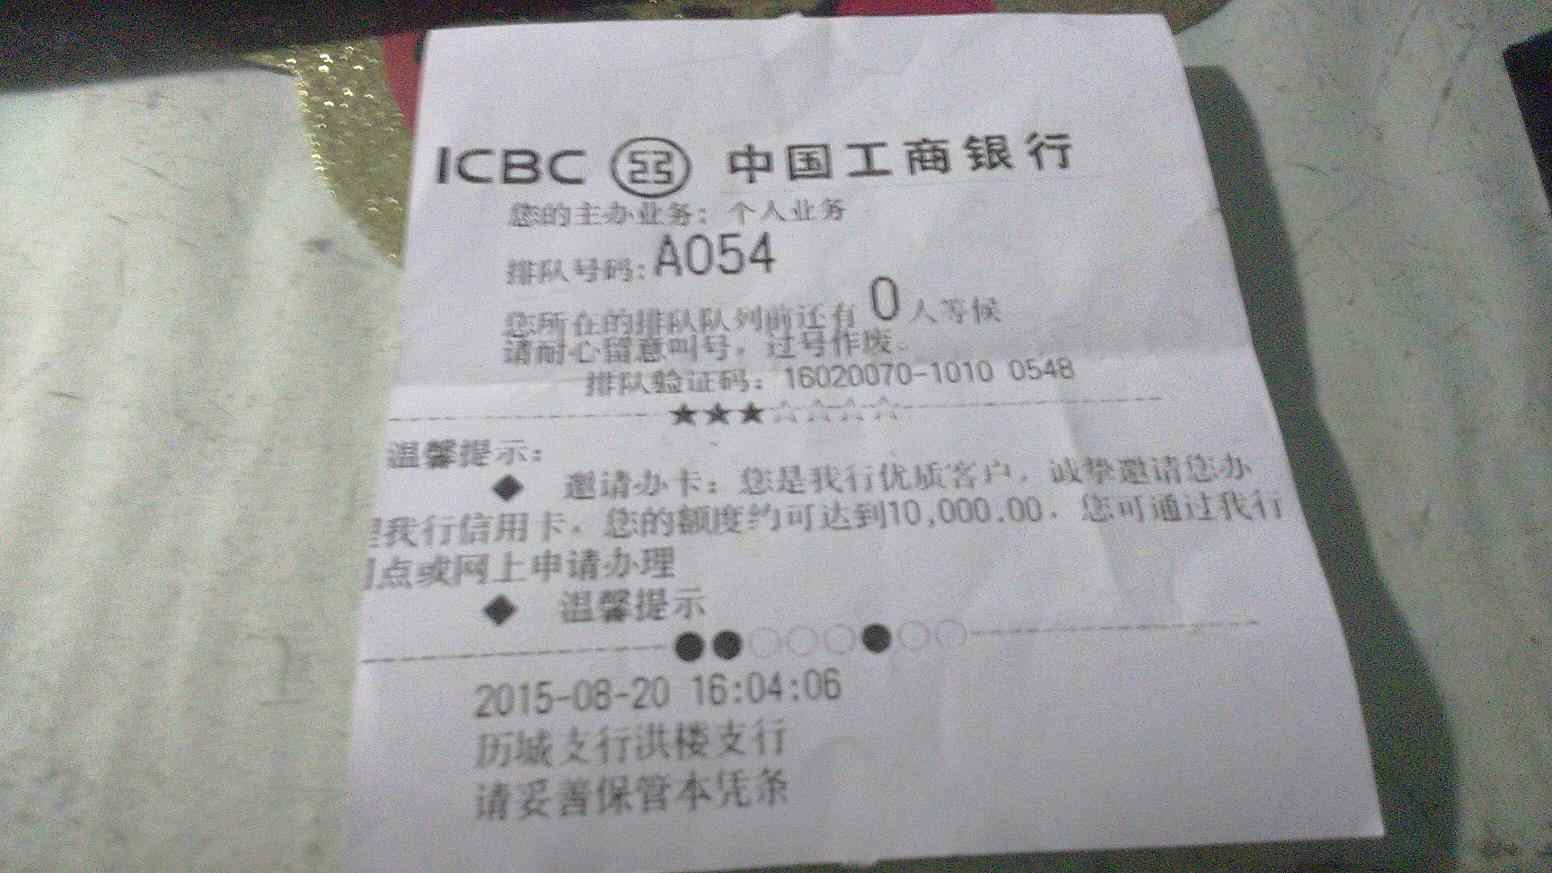 ICBC 中国工商银行
您的主办业务：个人业务
排队号码：A054
您所在的排队队列前还有 0 人等候
请耐心留意叫号，过号作废。
排队验证码：16020070-1010 0548
★★★☆☆☆☆
温馨提示：
◆ 邀请办卡：您是我行优质客户，诚挚邀请您办
理我行信用卡，您的额度约可达到10,000.00，您可通过我行
网点或网上申请办理
◆ 温馨提示
●●○○○●○○
2015-08-20 16:04:06
历城支行洪楼支行
请妥善保管本凭条